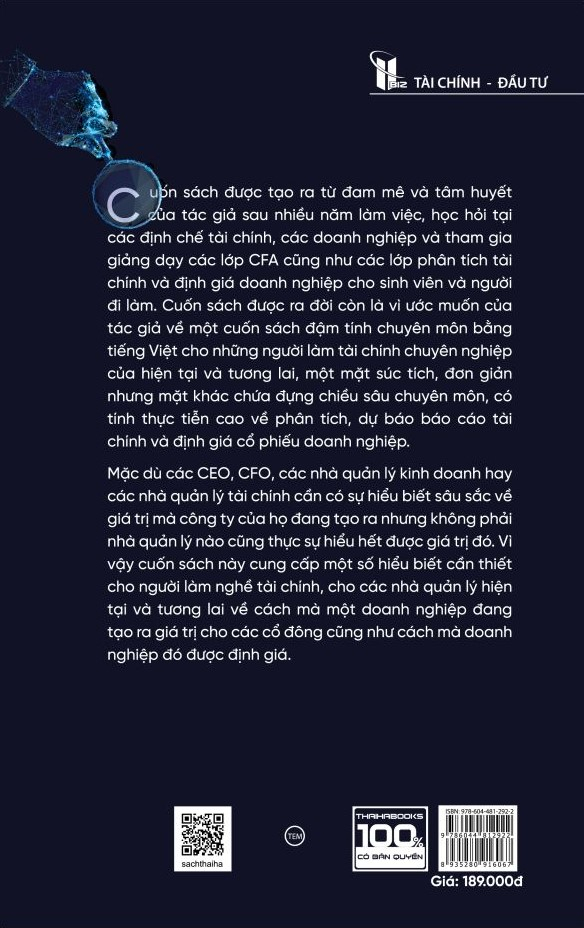 BIZ TÀI CHÍNH - ĐẦU TƯ
Cuốn sách được tạo ra từ đam mê và tâm huyết
của tác giả sau nhiều năm làm việc, học hỏi tại
các định chế tài chính, các doanh nghiệp và tham gia
giảng dạy các lớp CFA cũng như các lớp phân tích tài
chính và định giá doanh nghiệp cho sinh viên và người
đi làm. Cuốn sách được ra đời còn là vì ước muốn của
tác giả về một cuốn sách đậm tính chuyên môn bằng
tiếng Việt cho những người làm tài chính chuyên nghiệp
của hiện tại và tương lai, một mặt súc tích, đơn giản
nhưng mặt khác chứa đựng chiều sâu chuyên môn, có
tính thực tiễn cao về phân tích, dự báo báo cáo tài
chính và định giá cổ phiếu doanh nghiệp.
Mặc dù các CEO, CFO, các nhà quản lý kinh doanh hay
các nhà quản lý tài chính cần có sự hiểu biết sâu sắc về
giá trị mà công ty của họ đang tạo ra nhưng không phải
nhà quản lý nào cũng thực sự hiểu hết được giá trị đó. Vì
vậy cuốn sách này cung cấp một số hiểu biết cần thiết
cho người làm nghề tài chính, cho các nhà quản lý hiện
tại và tương lai về cách mà một doanh nghiệp đang
tạo ra giá trị cho các cổ đông cũng như cách mà doanh
nghiệp đó được định giá.
sachthaiha
TEM
THAIHABOOKS
100%
CÓ BẢN QUYỀN
ISBN: 978-604-481-292-2
9 786044 812922
8 935280 916067
Giá: 189.000đ